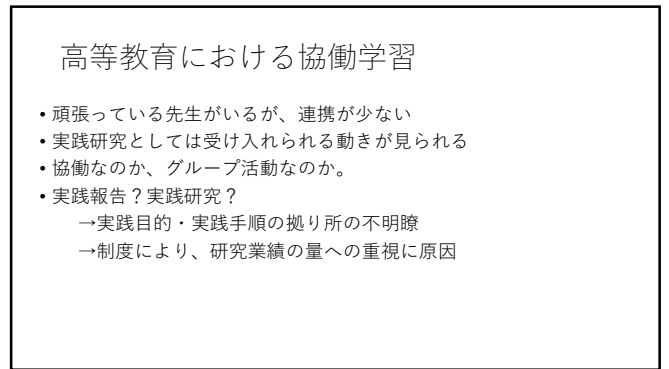 高等教育における協働学習
• 頑張っている先生がいるが、連携が少ない
• 実践研究としては受け入れられる動きが見られる
• 協働なのか、グループ活動なのか。
• 実践報告？実践研究？
→実践目的・実践手順の拠り所の不明瞭
→制度により、研究業績の量への重視に原因